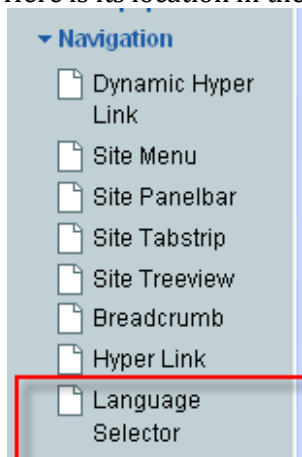 Here is its location in the
Navigation
Dynamic Hyper
Link
Site Menu
Site Panelbar
Site Tabstrip
Site Treeview
Breadcrumb
Hyper Link
Language
Selector